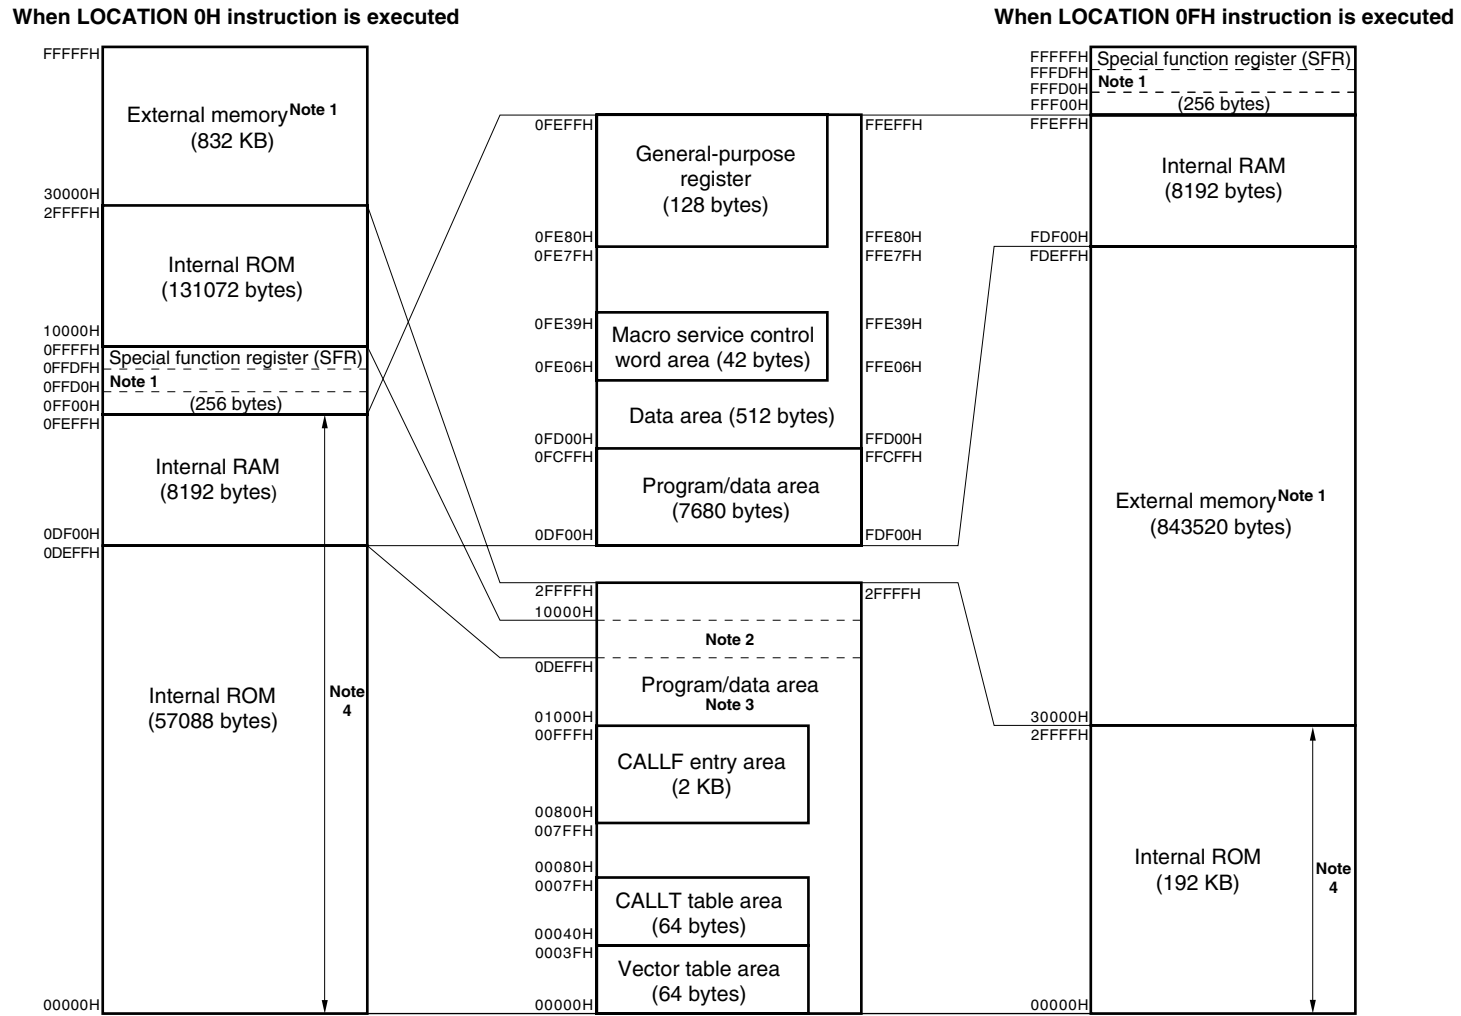 When LOCATION 0H instruction is executed
When LOCATION 0FH instruction is executed
FFFFFH
External memory Note 1
(832 KB)
30000H
2FFFFH
Internal ROM
(131072 bytes)
10000H
0FFFFH
Special function register (SFR)
0FFDFH
Note 1
0FFD0H
(256 bytes)
0FF00H
0FEFFH
Internal RAM
(8192 bytes)
0DF00H
0DEFFH
Internal ROM
(57088 bytes)
Note
4
00000H
0FEFFH
FFEFFH
General-purpose
register
(128 bytes)
0FE80H
FFE80H
0FE7FH
FFE7FH
0FE39H
FFE39H
Macro service control
word area (42 bytes)
0FE06H
FFE06H
Data area (512 bytes)
0FD00H
FFD00H
0FCFFH
FFCFFH
Program/data area
(7680 bytes)
0DF00H
FDF00H
2FFFFH
2FFFFH
10000H
Note 2
0DEFFH
Program/data area
Note 3
01000H
00FFFH
CALLF entry area
(2 KB)
00800H
007FFH
00080H
0007FH
CALLT table area
(64 bytes)
00040H
0003FH
Vector table area
(64 bytes)
00000H
FFFFFH
Special function register (SFR)
FFFDFH
Note 1
FFFD0H
FFF00H
(256 bytes)
FFEFFH
Internal RAM
(8192 bytes)
FDF00H
FDEFFH
External memory Note 1
(843520 bytes)
30000H
2FFFFH
Internal ROM
(192 KB)
Note
4
00000H